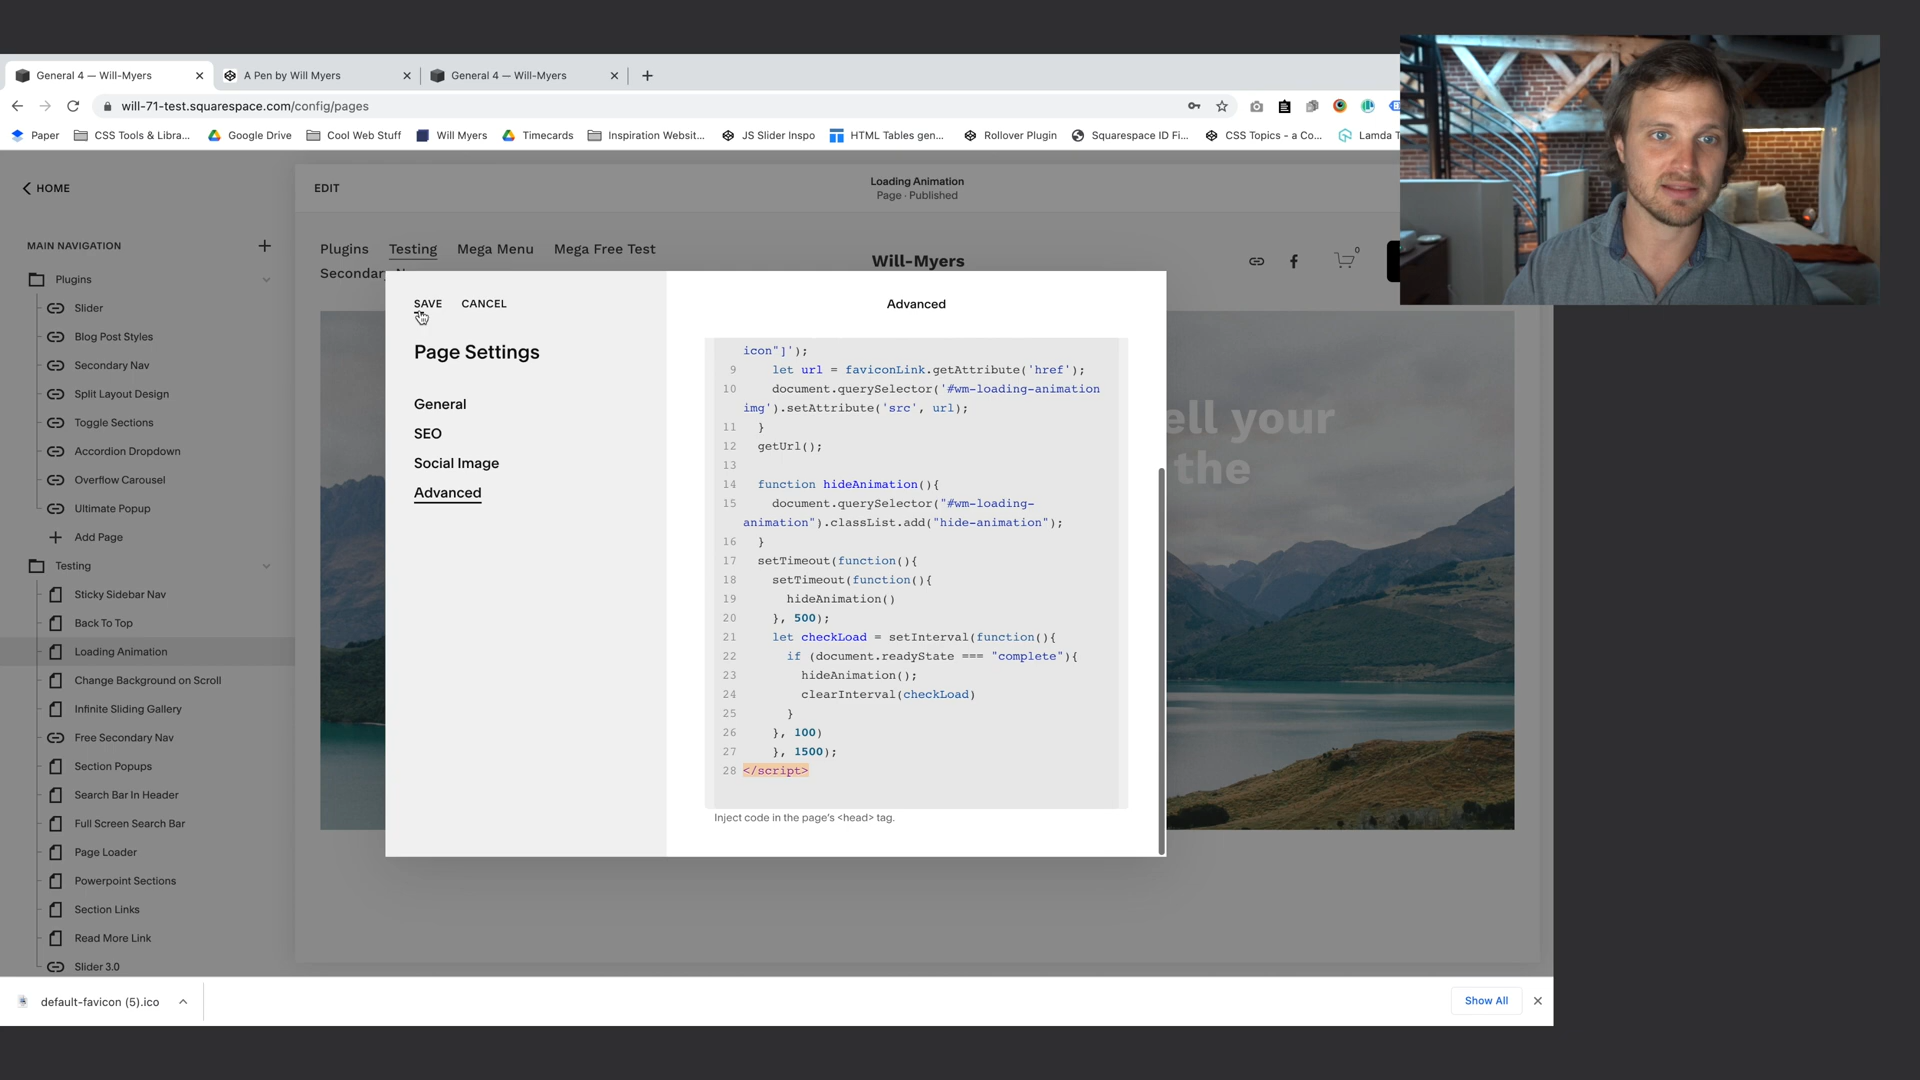 General 4 — Will-Myers
A Pen by Will Myers
General 4 — Will-Myers
will-71-test.squarespace.com/config/pages
Paper
CSS Tools & Libra...
Google Drive
Cool Web Stuff
Will Myers
Timecards
Inspiration Websit...
JS Slider Inspo
HTML Tables gen...
Rollover Plugin
Squarespace ID Fi...
CSS Topics - a Co...
Lamda
HOME
EDIT
Loading Animation
Page · Published
MAIN NAVIGATION
Plugins
Slider
Blog Post Styles
Secondary Nav
Split Layout Design
Toggle Sections
Accordion Dropdown
Overflow Carousel
Ultimate Popup
Add Page
Testing
Sticky Sidebar Nav
Back To Top
Loading Animation
Change Background on Scroll
Infinite Sliding Gallery
Free Secondary Nav
Section Popups
Search Bar In Header
Full Screen Search Bar
Page Loader
Powerpoint Sections
Section Links
Read More Link
Slider 3.0
Plugins Testing Mega Menu Mega Free Test
Secondar
Will-Myers
0
ell your
the
SAVE CANCEL
Page Settings
General
SEO
Social Image
Advanced
Advanced
icon"]');
9 let url = faviconLink.getAttribute('href');
10 document.querySelector('#wm-loading-animation
img').setAttribute('src', url);
11 }
12 getUrl();
13
14 function hideAnimation(){
15 document.querySelector("#wm-loading-
animation").classList.add("hide-animation");
16 }
17 setTimeout(function(){
18 setTimeout(function(){
19 hideAnimation()
20 }, 500);
21 let checkLoad = setInterval(function(){
22 if (document.readyState === "complete"){
23 hideAnimation();
24 clearInterval(checkLoad)
25 }
26 }, 100)
27 }, 1500);
28 </script>
Inject code in the page's <head> tag.
default-favicon (5).ico
Show All